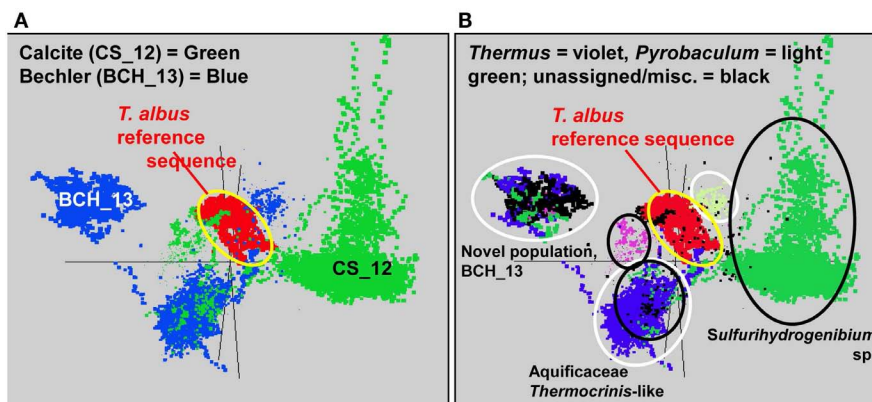 A
Calcite (CS_12) = Green
Bechler (BCH_13) = Blue
T. albus
reference
sequence
BCH_13
CS_12
B
Thermus = violet, Pyrobaculum = light
green; unassigned/misc. = black
T. albus
reference sequence
Novel population,
BCH_13
Sulfurihydrogenibium
sp
Aquificaceae
Thermocrinis-like